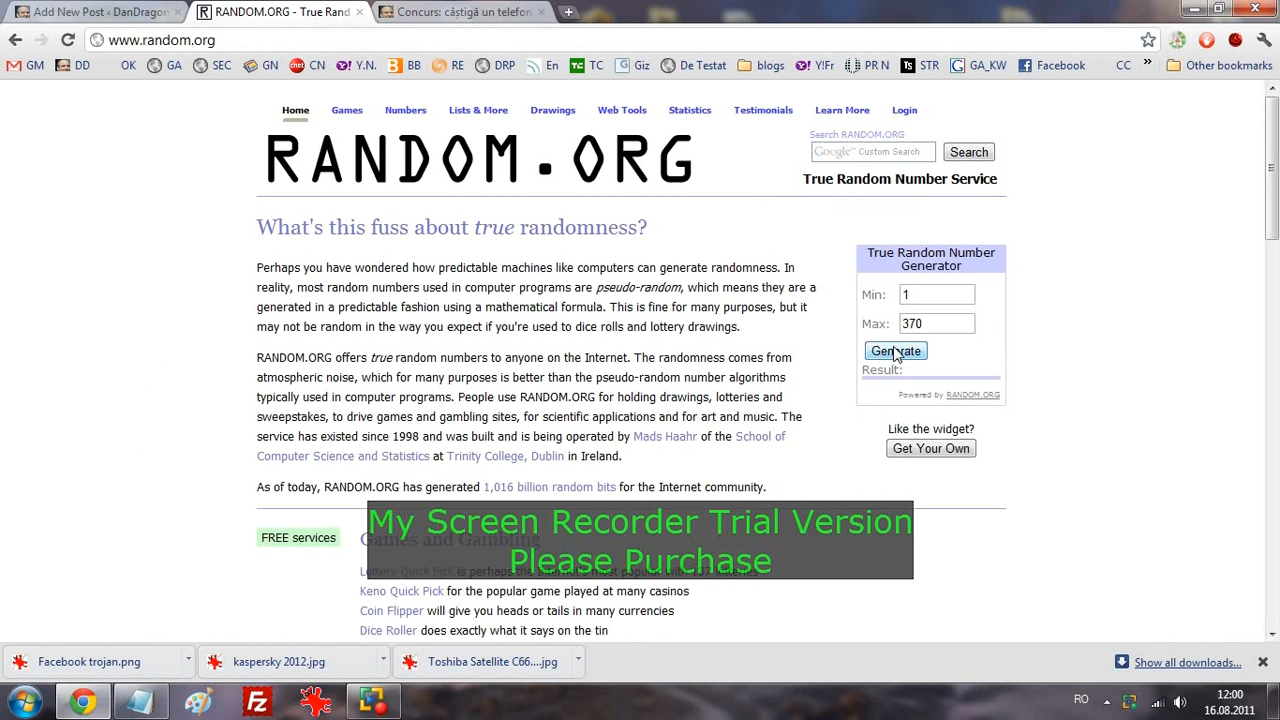 Add New Post ‹ DanDragon
RANDOM.ORG - True Rand
Concurs: câștigă un telefon
www.random.org
GM DD OK GA SEC GN CN Y.N. BB RE DRP En TC Giz De Testat blogs Y!Fr PR N STR GA_KW Facebook CC » Other bookmarks
Home Games Numbers Lists & More Drawings Web Tools Statistics Testimonials Learn More Login
RANDOM.ORG
Search RANDOM.ORG
Google™ Custom Search Search
True Random Number Service
What's this fuss about true randomness?
Perhaps you have wondered how predictable machines like computers can generate randomness. In
reality, most random numbers used in computer programs are pseudo-random, which means they are a
generated in a predictable fashion using a mathematical formula. This is fine for many purposes, but it
may not be random in the way you expect if you're used to dice rolls and lottery drawings.
RANDOM.ORG offers true random numbers to anyone on the Internet. The randomness comes from
atmospheric noise, which for many purposes is better than the pseudo-random number algorithms
typically used in computer programs. People use RANDOM.ORG for holding drawings, lotteries and
sweepstakes, to drive games and gambling sites, for scientific applications and for art and music. The
service has existed since 1998 and was built and is being operated by Mads Haahr of the School of
Computer Science and Statistics at Trinity College, Dublin in Ireland.
As of today, RANDOM.ORG has generated 1,016 billion random bits for the Internet community.
True Random Number
Generator
Min: 1
Max: 370
Generate
Result:
Powered by RANDOM.ORG
Like the widget?
Get Your Own
My Screen Recorder Trial Version
Please Purchase
FREE services
Games and Gambling
Lottery Quick Pick is perhaps the Internet's most popular with 157 lotteries
Keno Quick Pick for the popular game played at many casinos
Coin Flipper will give you heads or tails in many currencies
Dice Roller does exactly what it says on the tin
Facebook trojan.png
kaspersky 2012.jpg
Toshiba Satellite C66....jpg
Show all downloads...
RO
12:00
16.08.2011